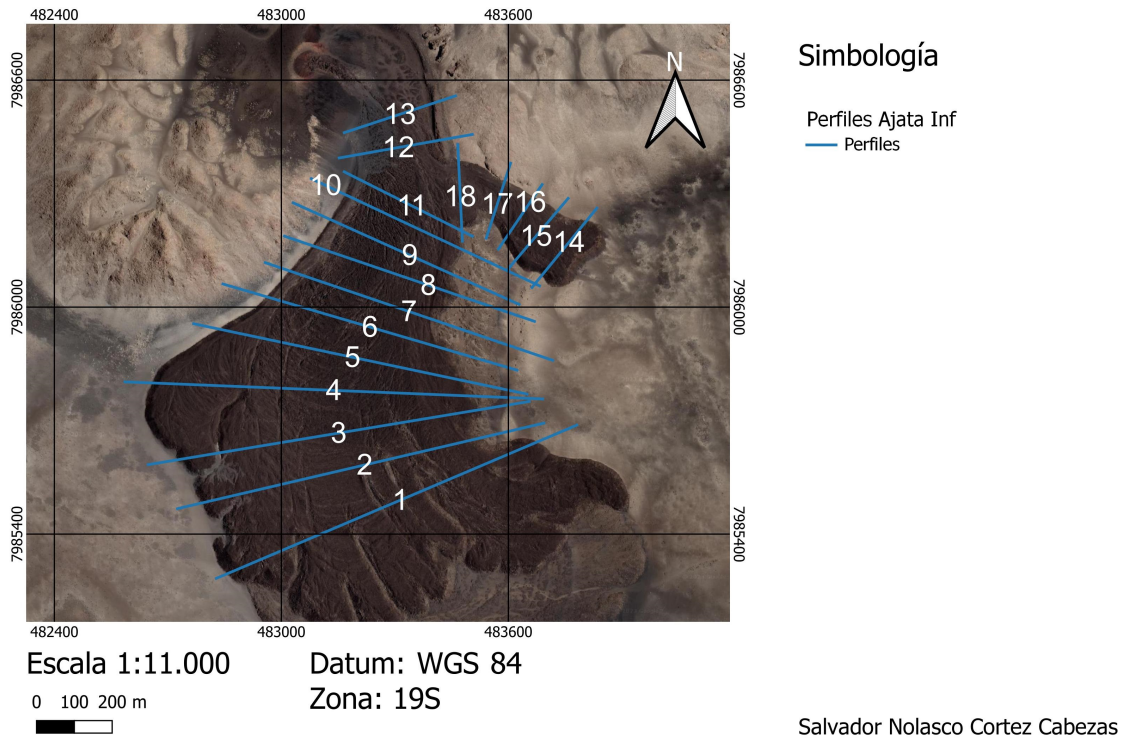 482400 483000 483600
Simbología
N
7986600 7986600
Perfiles Ajata Inf
Perfiles
13
12
10
11
18
17
16
15
14
9
8
7
6
5
4
3
2
1
7986000 7986000
7985400 7985400
482400 483000 483600
Escala 1:11.000
Datum: WGS 84
Zona: 19S
0 100 200 m
Salvador Nolasco Cortez Cabezas